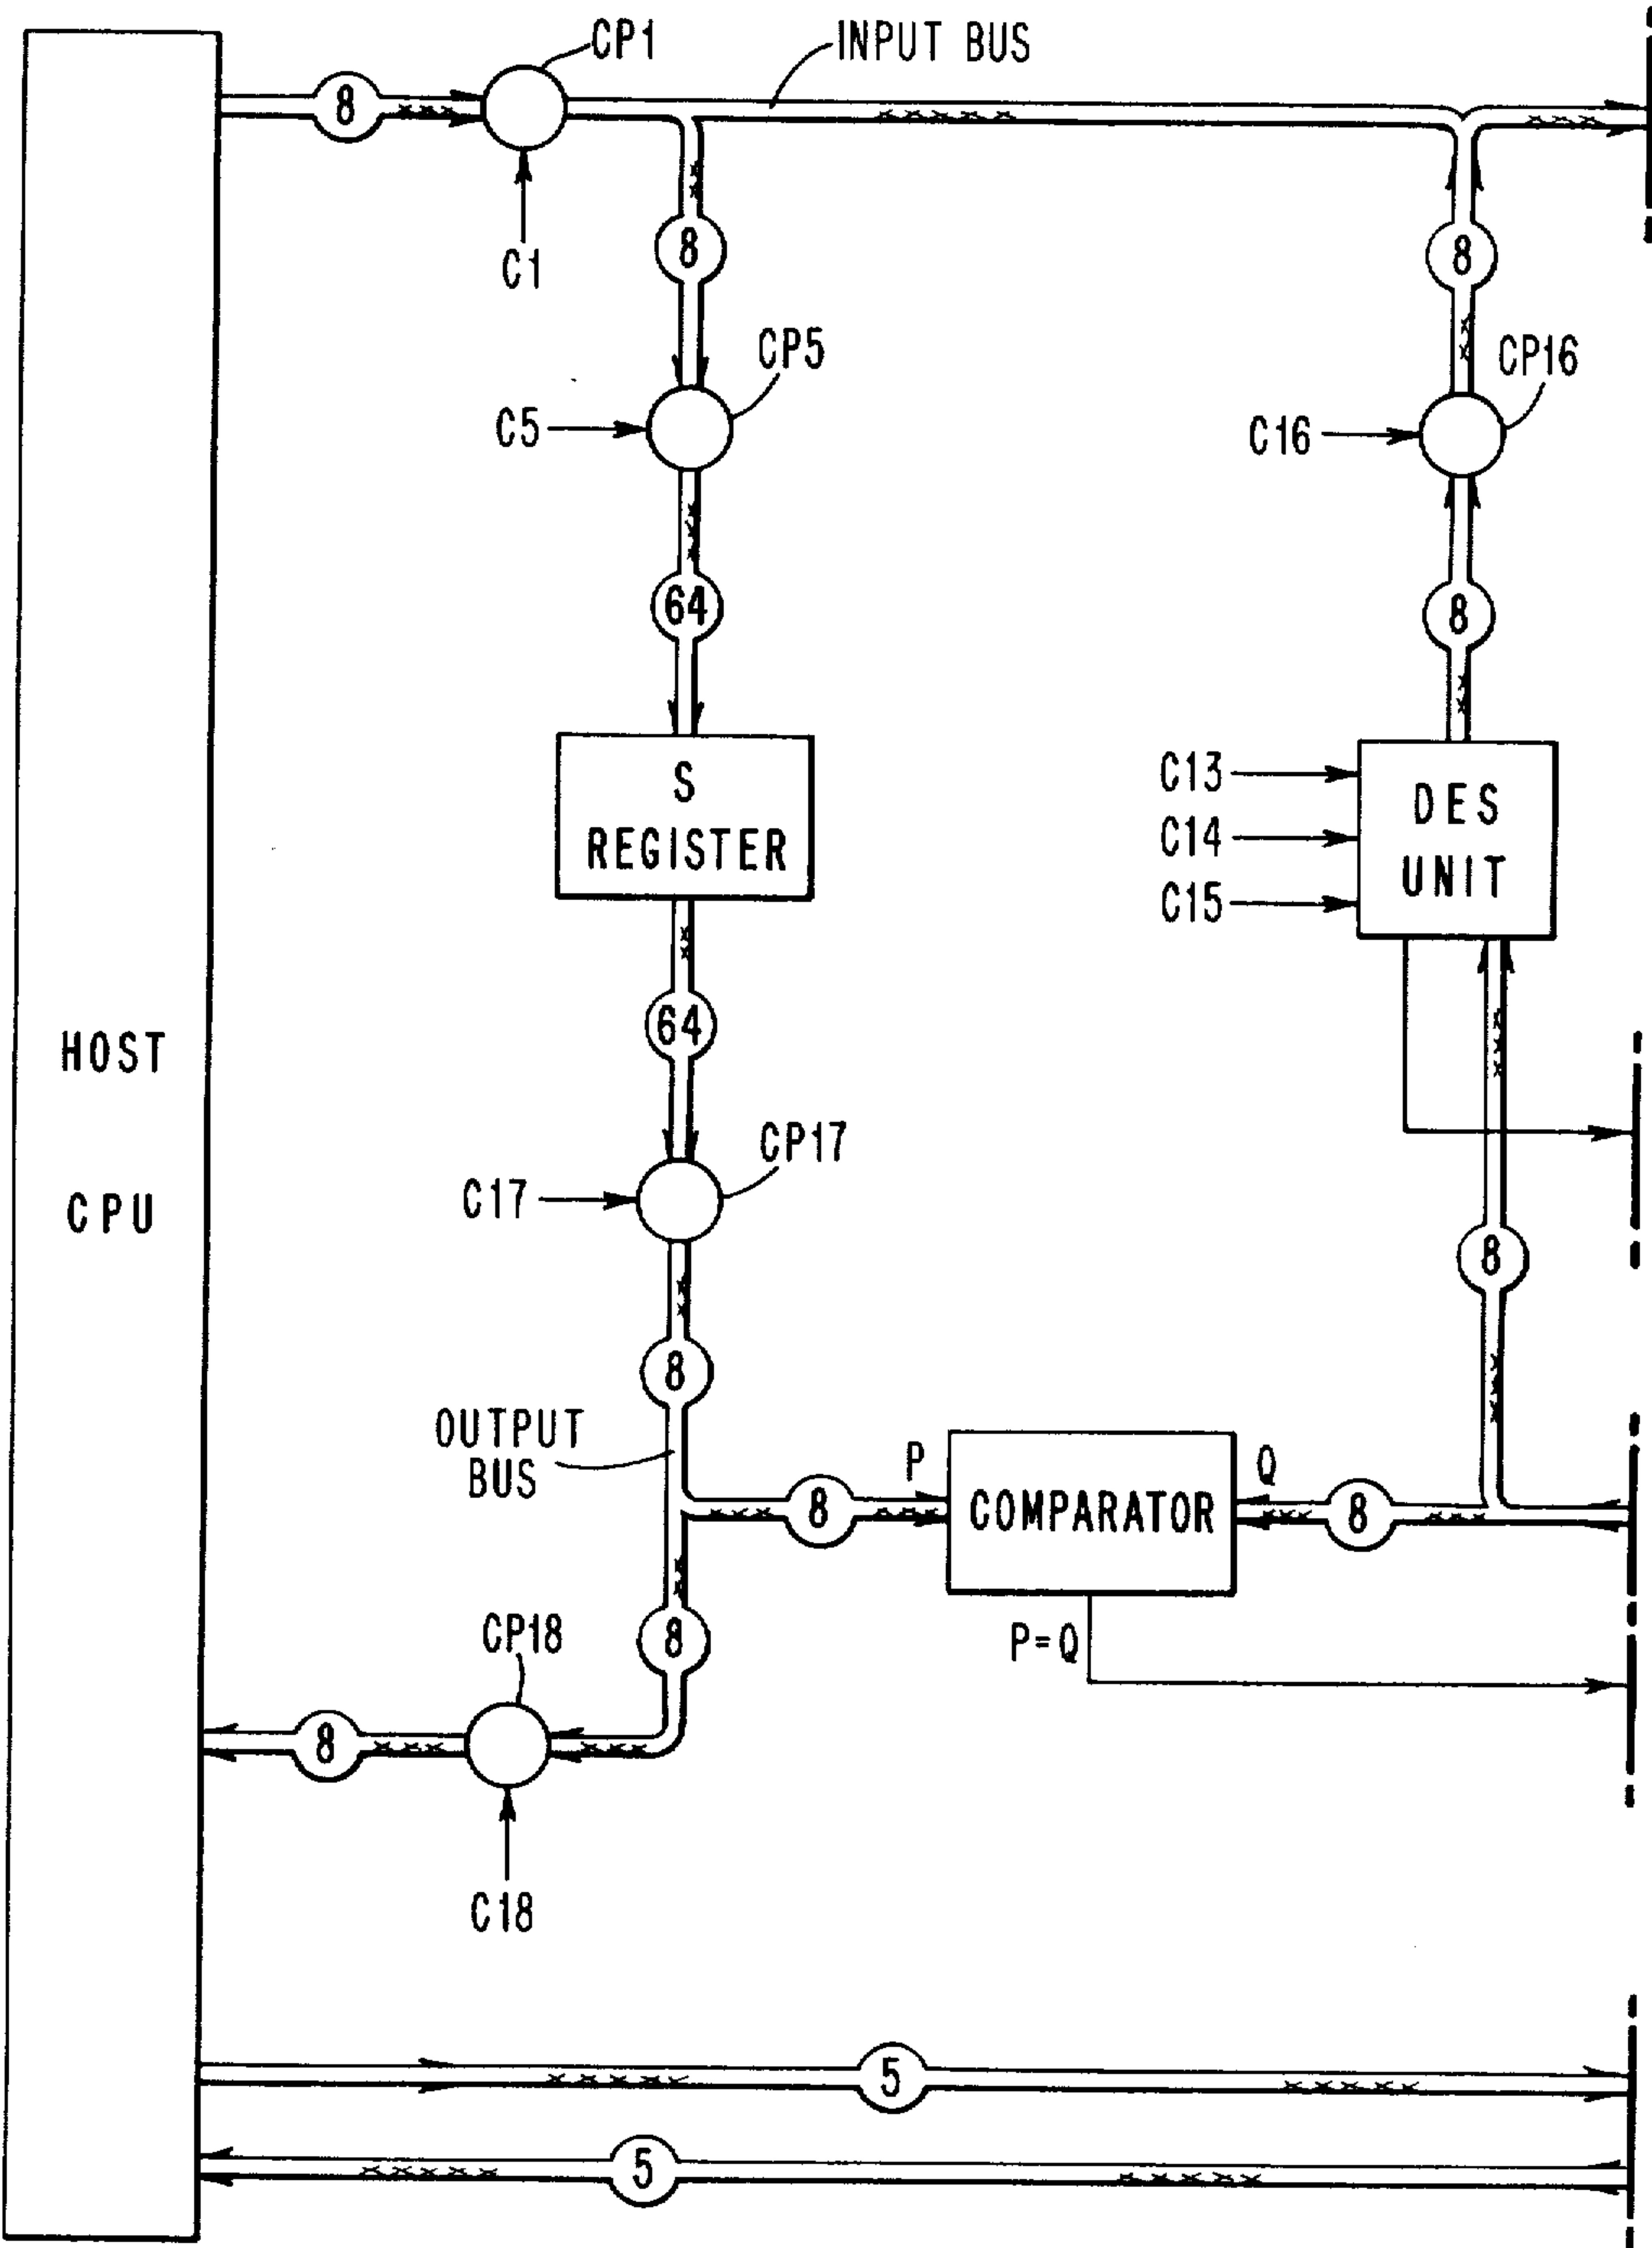 CP1
INPUT BUS
8
C1
8
8
CP5
CP16
C5
C16
64
8
S
REGISTER
C13
C14
C15
DES
UNIT
64
HOST
CPU
CP17
C17
8
8
OUTPUT
BUS
P
Q
8
COMPARATOR
8
CP18
8
P=Q
8
C18
5
5